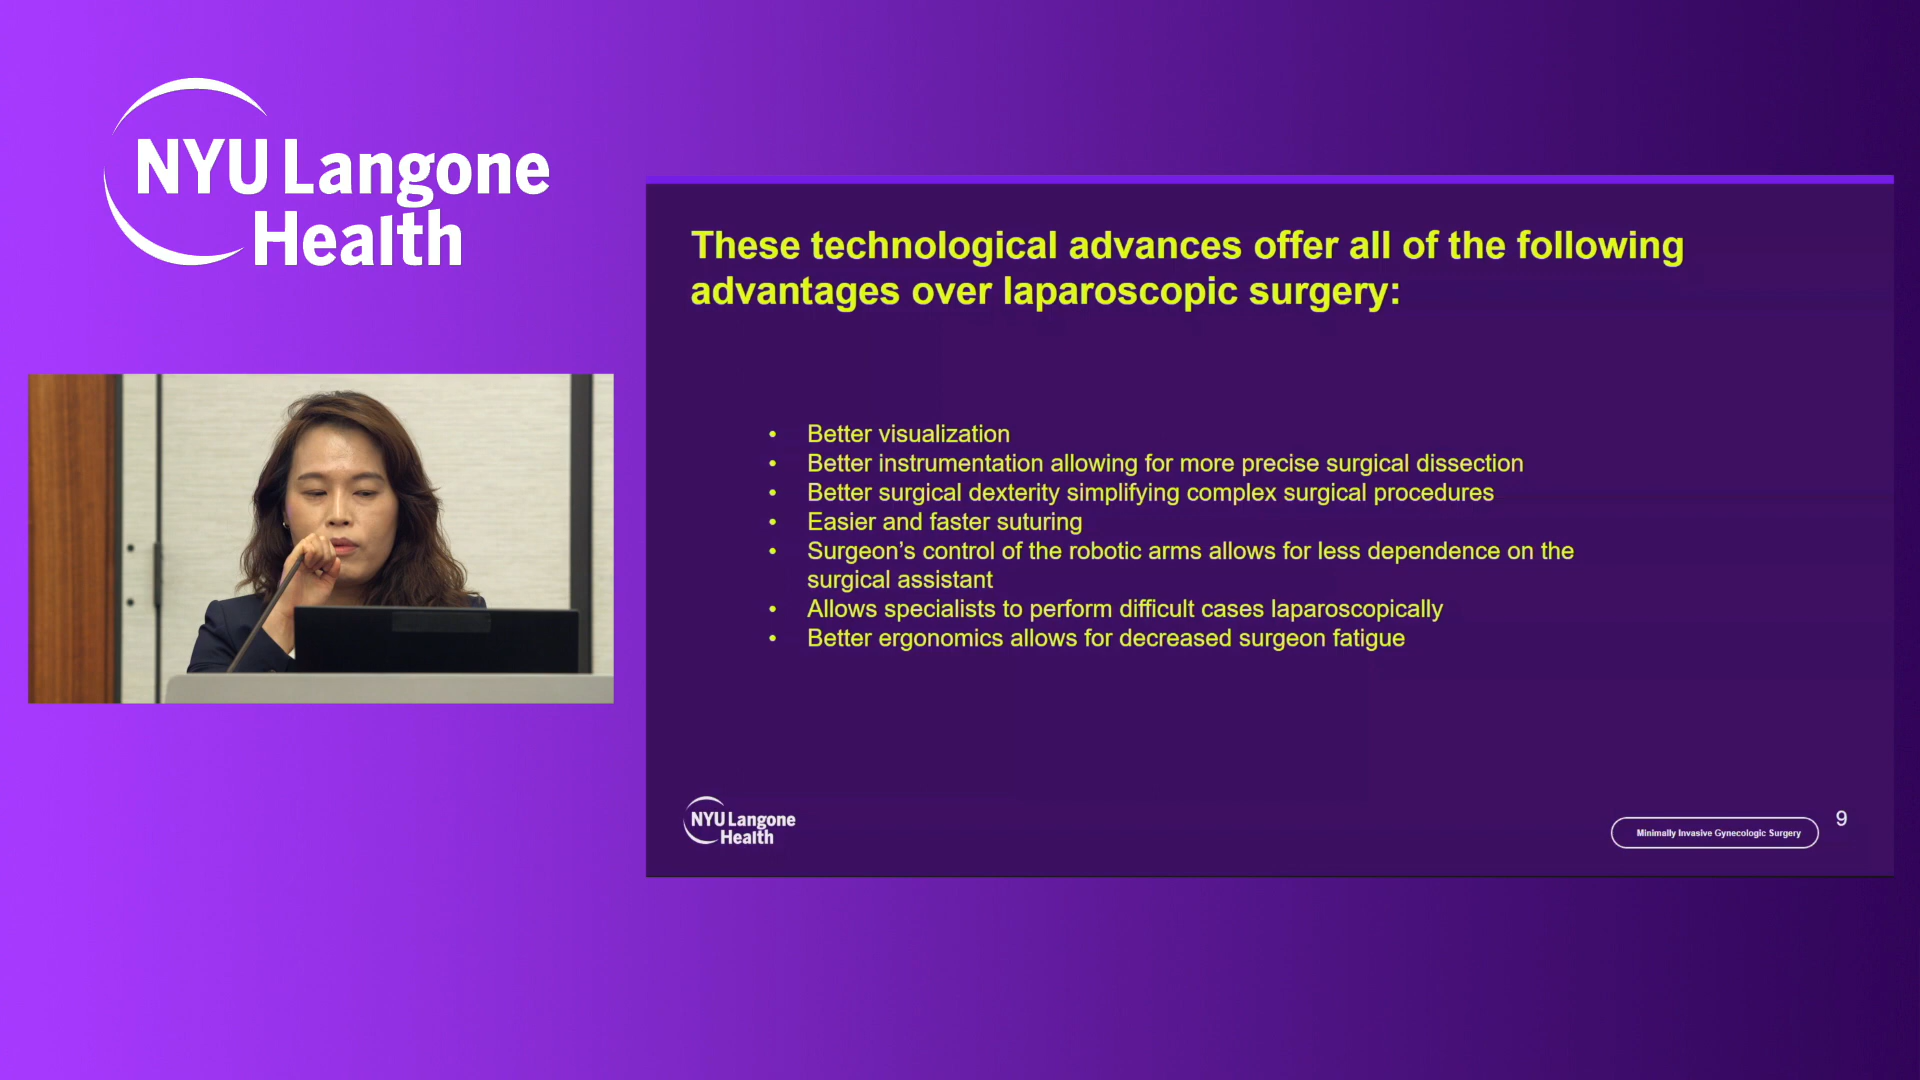 NYU Langone
Health
These technological advances offer all of the following
advantages over laparoscopic surgery:
• Better visualization
• Better instrumentation allowing for more precise surgical dissection
• Better surgical dexterity simplifying complex surgical procedures
• Easier and faster suturing
• Surgeon’s control of the robotic arms allows for less dependence on the
surgical assistant
• Allows specialists to perform difficult cases laparoscopically
• Better ergonomics allows for decreased surgeon fatigue
NYU Langone
Health
Minimally Invasive Gynecologic Surgery
9